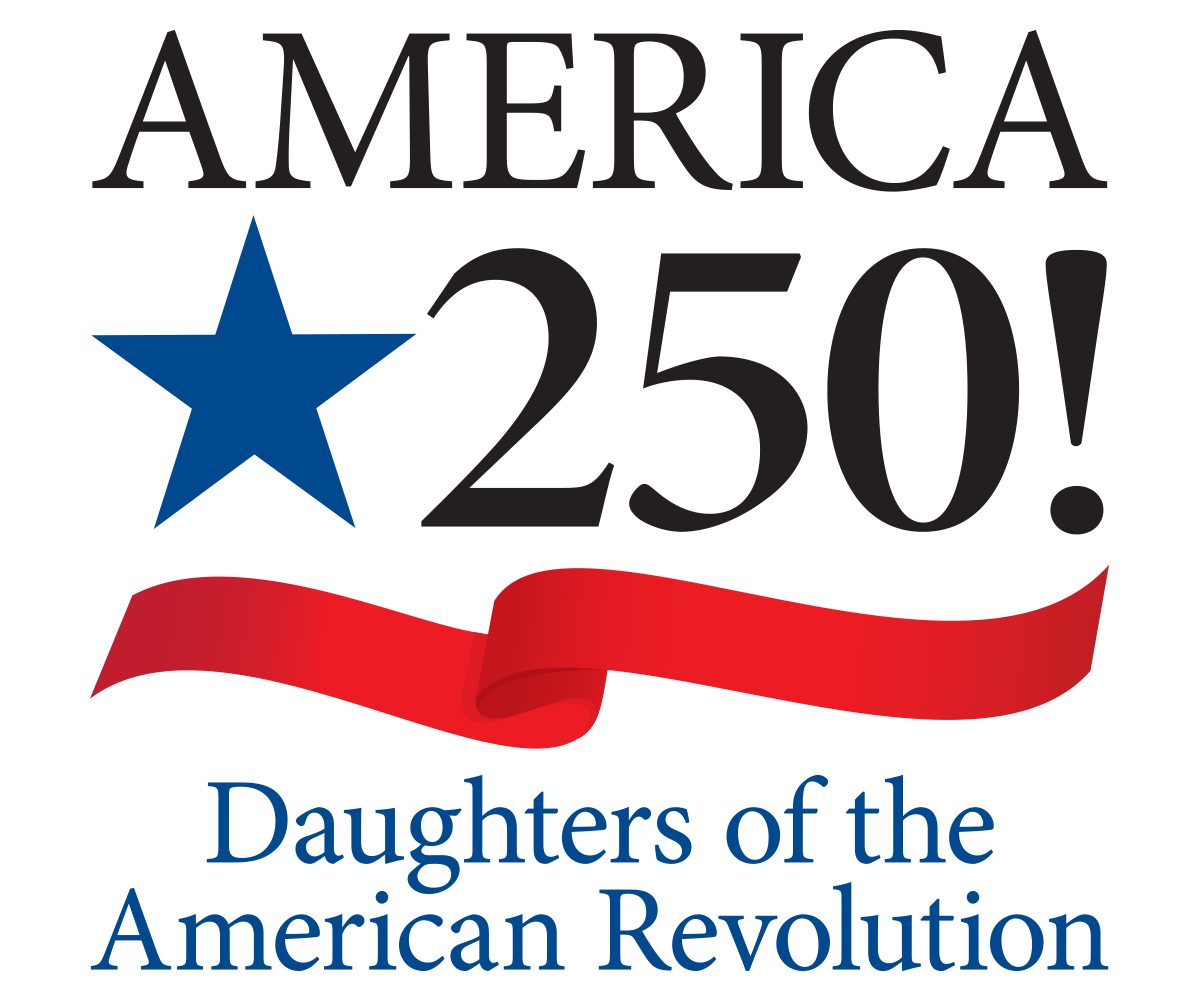 AMERICA
250!
Daughters of the
American Revolution